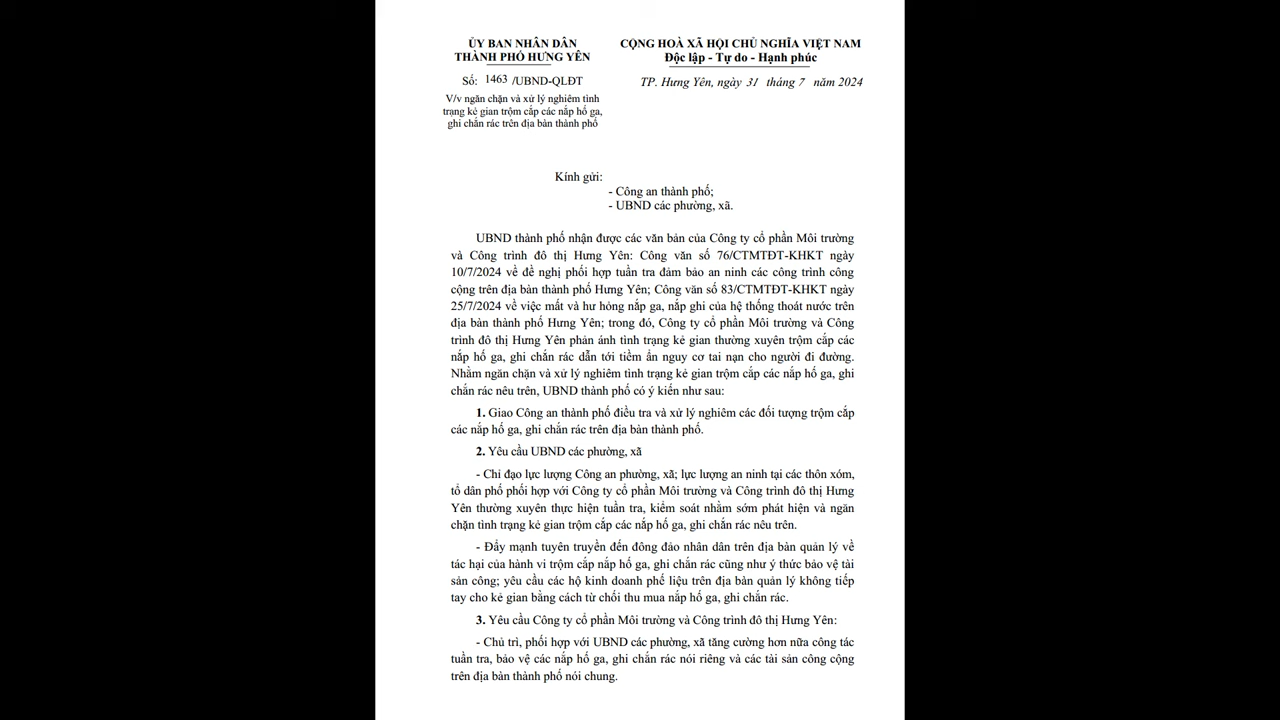 ỦY BAN NHÂN DÂN
THÀNH PHỐ HƯNG YÊN
CỘNG HOÀ XÃ HỘI CHỦ NGHĨA VIỆT NAM
Độc lập - Tự do - Hạnh phúc
Số: 1463 /UBND-QLĐT
TP. Hưng Yên, ngày 31 tháng 7 năm 2024
V/v ngăn chặn và xử lý nghiêm tình
trạng kẻ gian trộm cắp các nắp hố ga,
ghi chắn rác trên địa bàn thành phố
Kính gửi:
- Công an thành phố;
- UBND các phường, xã.
UBND thành phố nhận được các văn bản của Công ty cổ phần Môi trường
và Công trình đô thị Hưng Yên: Công văn số 76/CTMTĐT-KHKT ngày
10/7/2024 về đề nghị phối hợp tuần tra đảm bảo an ninh các công trình công
cộng trên địa bàn thành phố Hưng Yên; Công văn số 83/CTMTĐT-KHKT ngày
25/7/2024 về việc mất và hư hỏng nắp ga, nắp ghi của hệ thống thoát nước trên
địa bàn thành phố Hưng Yên; trong đó, Công ty cổ phần Môi trường và Công
trình đô thị Hưng Yên phản ánh tình trạng kẻ gian thường xuyên trộm cắp các
nắp hố ga, ghi chắn rác dẫn tới tiềm ẩn nguy cơ tai nạn cho người đi đường.
Nhằm ngăn chặn và xử lý nghiêm tình trạng kẻ gian trộm cắp các nắp hố ga, ghi
chắn rác nêu trên, UBND thành phố có ý kiến như sau:
1. Giao Công an thành phố điều tra và xử lý nghiêm các đối tượng trộm cắp
các nắp hố ga, ghi chắn rác trên địa bàn thành phố.
2. Yêu cầu UBND các phường, xã
- Chỉ đạo lực lượng Công an phường, xã; lực lượng an ninh tại các thôn xóm,
tổ dân phố phối hợp với Công ty cổ phần Môi trường và Công trình đô thị Hưng
Yên thường xuyên thực hiện tuần tra, kiểm soát nhằm sớm phát hiện và ngăn
chặn tình trạng kẻ gian trộm cắp các nắp hố ga, ghi chắn rác nêu trên.
- Đẩy mạnh tuyên truyền đến đông đảo nhân dân trên địa bàn quản lý về
tác hại của hành vi trộm cắp nắp hố ga, ghi chắn rác cũng như ý thức bảo vệ tài
sản công; yêu cầu các hộ kinh doanh phế liệu trên địa bàn quản lý không tiếp
tay cho kẻ gian bằng cách từ chối thu mua nắp hố ga, ghi chắn rác.
3. Yêu cầu Công ty cổ phần Môi trường và Công trình đô thị Hưng Yên:
- Chủ trì, phối hợp với UBND các phường, xã tăng cường hơn nữa công tác
tuần tra, bảo vệ các nắp hố ga, ghi chắn rác nói riêng và các tài sản công cộng
trên địa bàn thành phố nói chung.